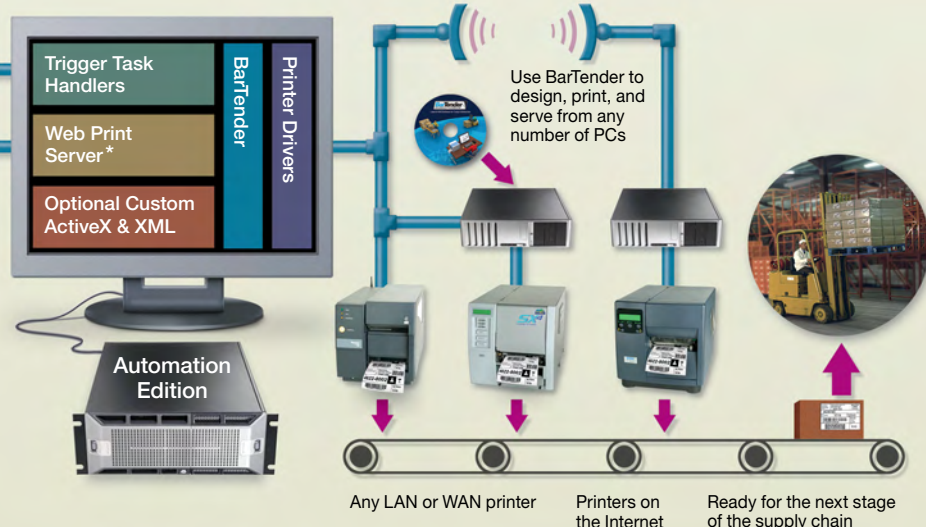 Trigger Task
Handlers
Web Print
Server*
Optional Custom
ActiveX & XML
BarTender
Printer Drivers
Use BarTender to
design, print, and
serve from any
number of PCs
BarTender
Automation
Edition
Any LAN or WAN printer
Printers on
the Internet
Ready for the next stage
of the supply chain